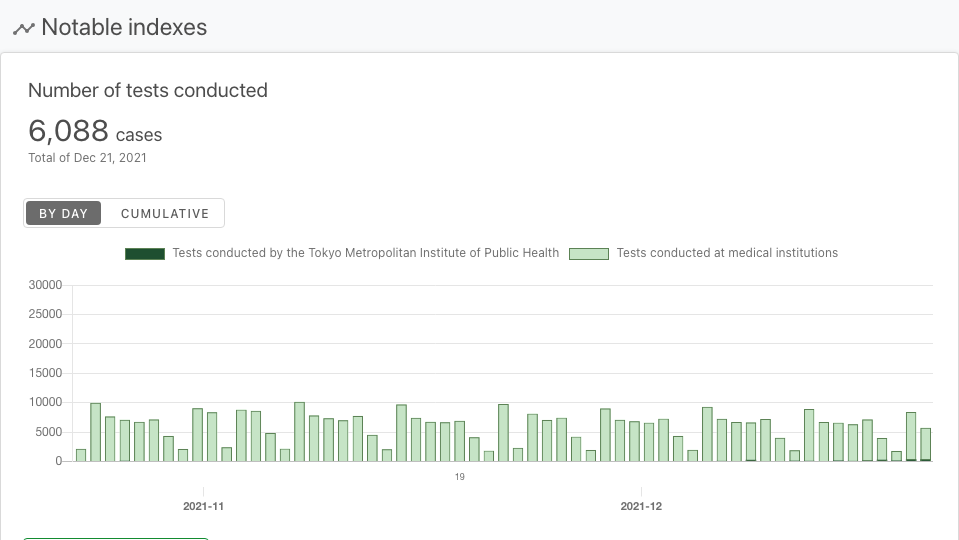 Notable indexes
Number of tests conducted
6,088 cases
Total of Dec 21, 2021
BY DAY CUMULATIVE
Tests conducted by the Tokyo Metropolitan Institute of Public Health Tests conducted at medical institutions
30000
25000
20000
15000
10000
5000
0
19
2021-11 2021-12